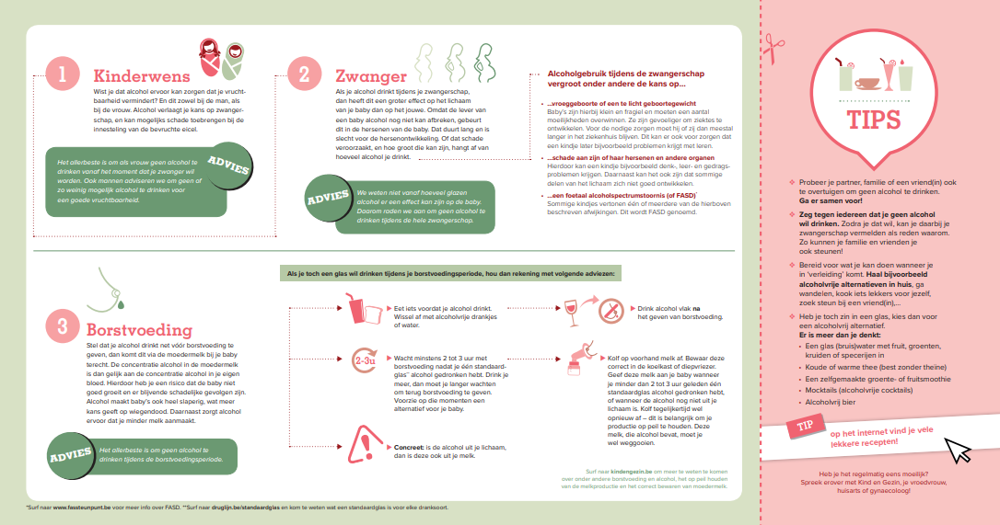 1
Kinderwens
Wist je dat alcohol ervoor kan zorgen dat je vrucht-
baarheid vermindert? En dit zowel bij de man, als
bij de vrouw. Alcohol verlaagt je kans op zwanger-
schap, en kan mogelijks schade toebrengen bij de
innesteling van de bevruchte eicel.
Het allerbeste is om als vrouw geen alcohol te
drinken vanaf het moment dat je zwanger wil
worden. Ook mannen adviseren we om geen of
zo weinig mogelijk alcohol te drinken voor
een goede vruchtbaarheid.
ADVIES
2
Zwanger
Als je alcohol drinkt tijdens je zwangerschap,
dan heeft dit een groter effect op het lichaam
van je baby dan op het jouwe. Omdat de lever van
een baby alcohol nog niet kan afbreken, gebeurt
dit in de hersenen van de baby. Dat duurt lang en is
slecht voor de hersenontwikkeling. Of dat schade
veroorzaakt, en hoe groot die kan zijn, hangt af van
hoeveel alcohol je drinkt.
ADVIES
We weten niet vanaf hoeveel glazen
alcohol er een effect kan zijn op de baby.
Daarom raden we aan om geen alcohol te
drinken tijdens de hele zwangerschap.
Alcoholgebruik tijdens de zwangerschap
vergroot onder andere de kans op...
• ...vroeggeboorte of een te licht geboortegewicht
Baby's zijn hierbij klein en fragiel en moeten een aantal
moeilijkheden overwinnen. Ze zijn gevoeliger om ziektes te
ontwikkelen. Voor de nodige zorgen moet hij of zij dan meestal
langer in het ziekenhuis blijven. Dit kan er ook voor zorgen dat
een kindje later bijvoorbeeld problemen krijgt met leren.
• ...schade aan zijn of haar hersenen en andere organen
Hierdoor kan een kindje bijvoorbeeld denk-, leer- en gedrags-
problemen krijgen. Daarnaast kan het ook zijn dat sommige
delen van het lichaam zich niet goed ontwikkelen.
• ...een foetaal alcoholspectrumstoornis (of FASD)*
Sommige kindjes vertonen één of meerdere van de hierboven
beschreven afwijkingen. Dit wordt FASD genoemd.
3
Borstvoeding
Stel dat je alcohol drinkt net vóór borstvoeding te
geven, dan komt dit via de moedermelk bij je baby
terecht. De concentratie alcohol in de moedermelk
is dan gelijk aan de concentratie alcohol in je eigen
bloed. Hierdoor heb je een risico dat de baby niet
goed groeit en er blijvende schadelijke gevolgen zijn.
Alcohol maakt baby's ook heel slaperig, wat meer
kans geeft op wiegendood. Daarnaast zorgt alcohol
ervoor dat je minder melk aanmaakt.
ADVIES
Het allerbeste is om geen alcohol te
drinken tijdens de borstvoedingsperiode.
Als je toch een glas wil drinken tijdens je borstvoedingsperiode, hou dan rekening met volgende adviezen:
Eet iets voordat je alcohol drinkt.
Wissel af met alcoholvrije drankjes
of water.
Drink alcohol vlak na
het geven van borstvoeding.
2-3u
Wacht minstens 2 tot 3 uur met
borstvoeding nadat je één standaard-
glas** alcohol gedronken hebt. Drink je
meer, dan moet je langer wachten
om terug borstvoeding te geven.
Voorzie op die momenten een
alternatief voor je baby.
Kolf op voorhand melk af. Bewaar deze
correct in de koelkast of diepvriezer.
Geef deze melk aan je baby wanneer
je minder dan 2 tot 3 uur geleden één
standaardglas alcohol gedronken hebt,
of wanneer de alcohol nog niet uit je
lichaam is. Kolf tegelijkertijd wel
opnieuw af – dit is belangrijk om je
productie op peil te houden. Deze
melk, die alcohol bevat, moet je
wel weggooien.
Concreet: is de alcohol uit je lichaam,
dan is deze ook uit je melk.
Surf naar kindengezin.be om meer te weten te komen
over onder andere borstvoeding en alcohol, het op peil houden
van de melkproductie en het correct bewaren van moedermelk.
*Surf naar www.fassteunpunt.be voor meer info over FASD. **Surf naar druglijn.be/standaardglas en kom te weten wat een standaardglas is voor elke dranksoort.
TIPS
Probeer je partner, familie of een vriend(in) ook
te overtuigen om geen alcohol te drinken.
Ga er samen voor!
Zeg tegen iedereen dat je geen alcohol
wil drinken. Zodra je dat wil, kan je daarbij je
zwangerschap vermelden als reden waarom.
Zo kunnen je familie en vrienden je
ook steunen!
Bereid voor wat je kan doen wanneer je
in 'verleiding' komt. Haal bijvoorbeeld
alcoholvrije alternatieven in huis, ga
wandelen, kook iets lekkers voor jezelf,
zoek steun bij een vriend(in),...
Heb je toch zin in een glas, kies dan voor
een alcoholvrij alternatief.
Er is meer dan je denkt:
• Een glas (bruis)water met fruit, groenten,
kruiden of specerijen in
• Koude of warme thee (best zonder theïne)
• Een zelfgemaakte groente- of fruitsmoothie
• Mocktails (alcoholvrije cocktails)
• Alcoholvrij bier
TIP
op het internet vind je vele
lekkere recepten!
Heb je het regelmatig eens moeilijk?
Spreek erover met Kind en Gezin, je vroedvrouw,
huisarts of gynaecoloog!